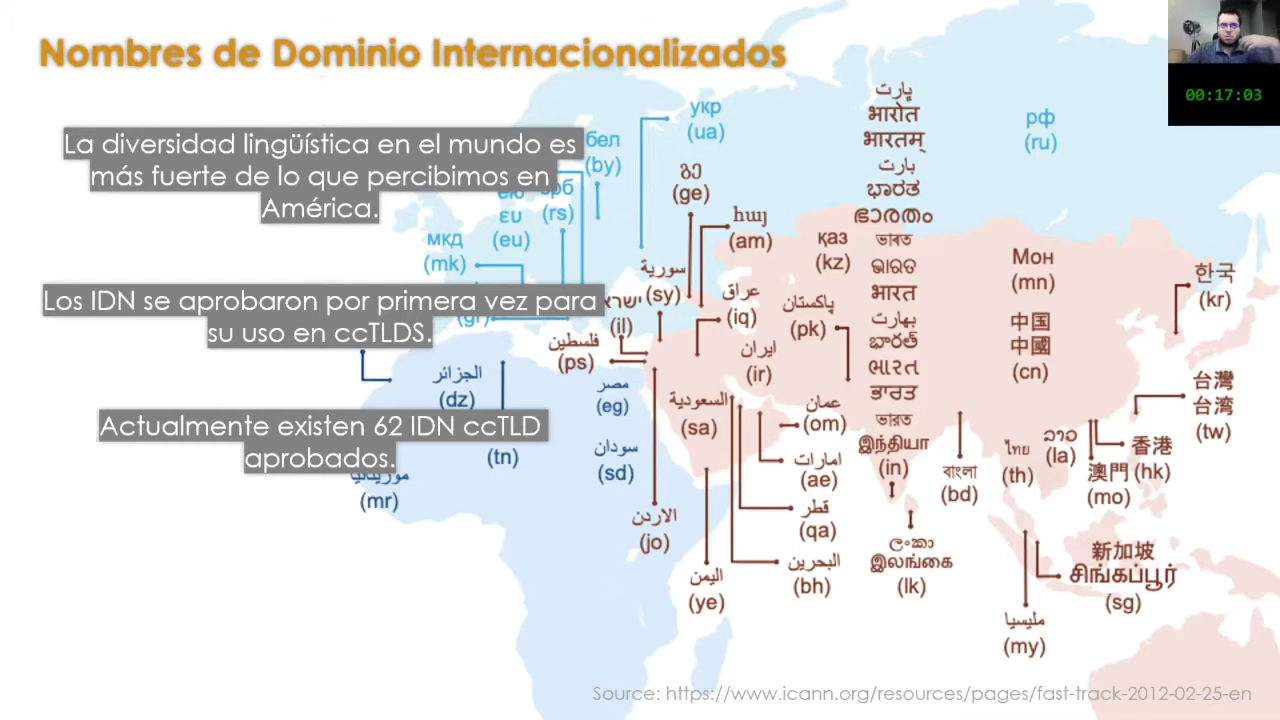 Nombres de Dominio Internacionalizados
00:17:03
La diversidad lingüística en el mundo es
más fuerte de lo que percibimos en
América.
Los IDN se aprobaron por primera vez para
su uso en ccTLDS.
Actualmente existen 62 IDN ccTLD
aprobados.
бел
(by)
укр
(ua)
рф
(ru)
(rs)
ευ
(eu)
мкд
(mk)
გე
(ge)
հայ
(am)
қаз
(kz)
سورية
(sy)
عراق
(iq)
(il)
پاکستان
(pk)
فلسطين
(ps)
ایران
(ir)
الجزائر
(dz)
مصر
(eg)
السعودية
(sa)
عمان
(om)
(tn)
سودان
(sd)
امارات
(ae)
(mr)
قطر
(qa)
الاردن
(jo)
البحرين
(bh)
اليمن
(ye)
ڀارت
भारोत
भारतम्
بارت
ಭಾರತ
ഭാരതം
ভাৰত
ଭାରତ
भारत
بھارت
భారత్
ભારત
ਭਾਰਤ
ভারত
இந்தியா
(in)
ලංකා
இலங்கை
(lk)
বাংলা
(bd)
Мон
(mn)
中国
中國
(cn)
한국
(kr)
台灣
台湾
(tw)
香港
(hk)
澳門
(mo)
ລາວ
(la)
ไทย
(th)
新加坡
சிங்கப்பூர்
(sg)
مليسيا
(my)
Source: https://www.icann.org/resources/pages/fast-track-2012-02-25-en